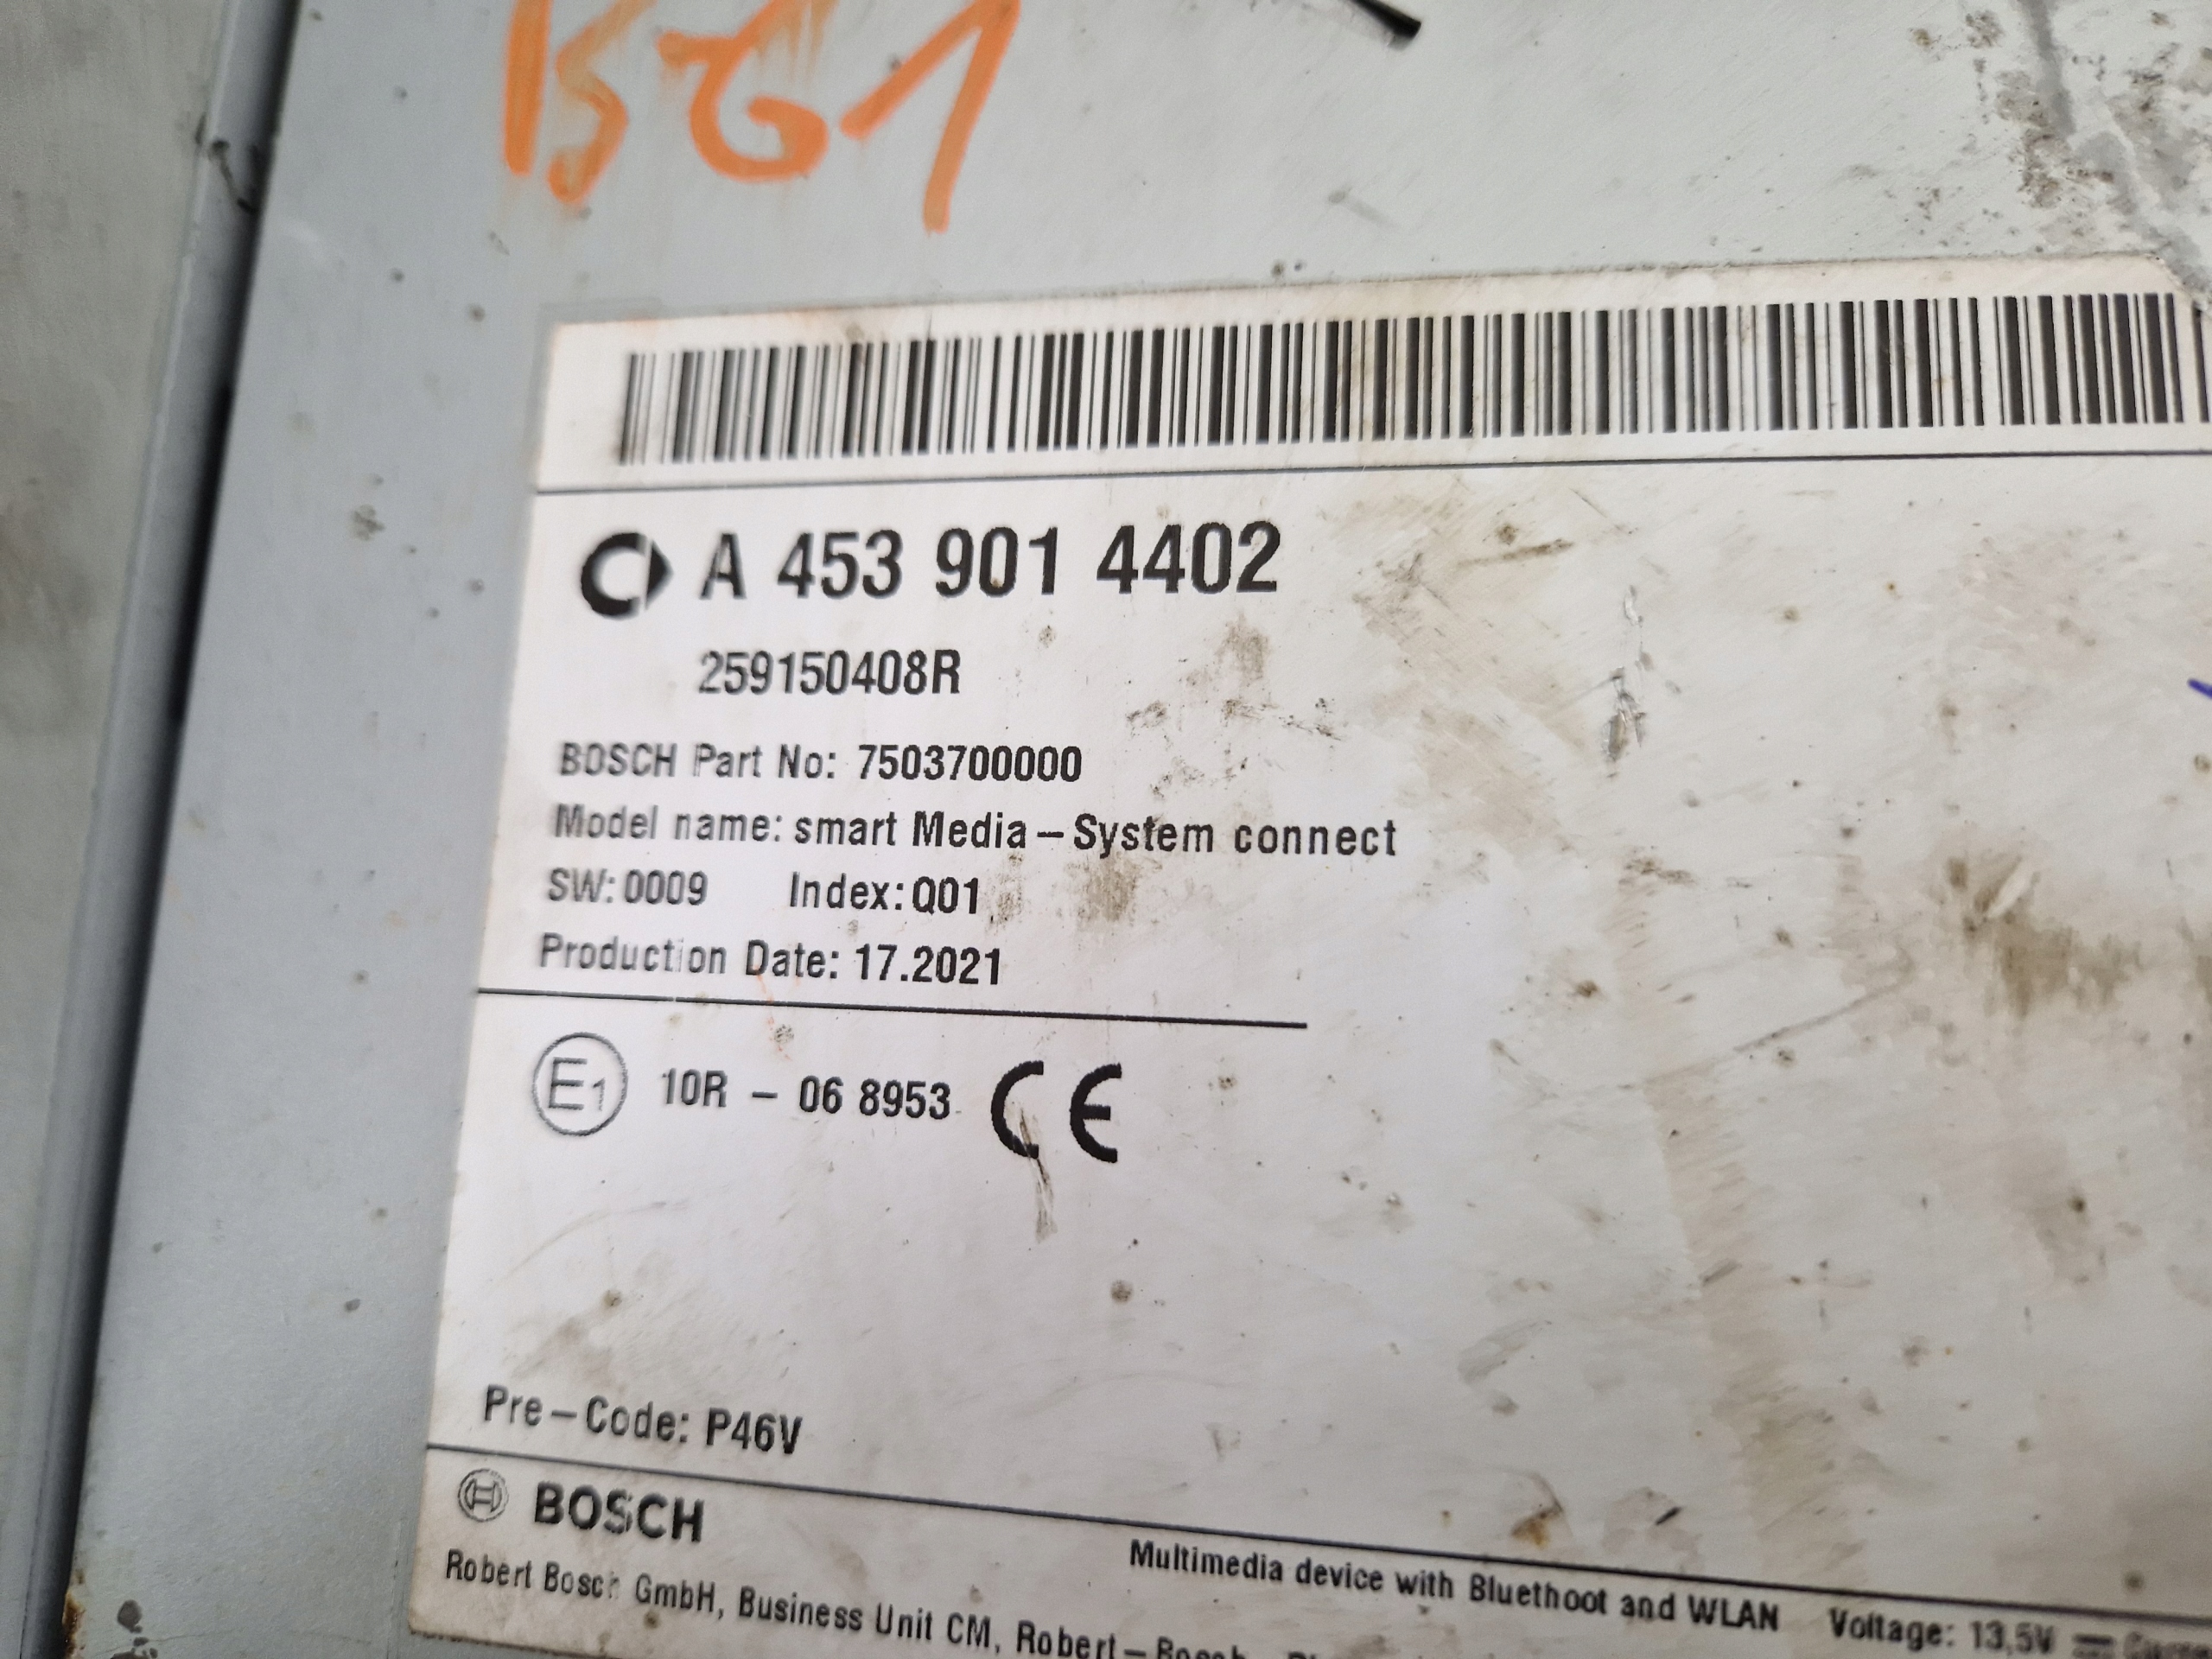 A 453 901 4402
259150408R
BOSCH Part No: 7503700000
Model name: smart Media-System connect
SW:0009 Index:Q01
Production Date: 17.2021
E1 10R - 06 8953 CE
Pre-Code: P46V
BOSCH
Multimedia device with Bluethoot and WLAN Voltage: 13,5V
Robert Bosch GmbH, Business Unit CM, Robert-Bosch-